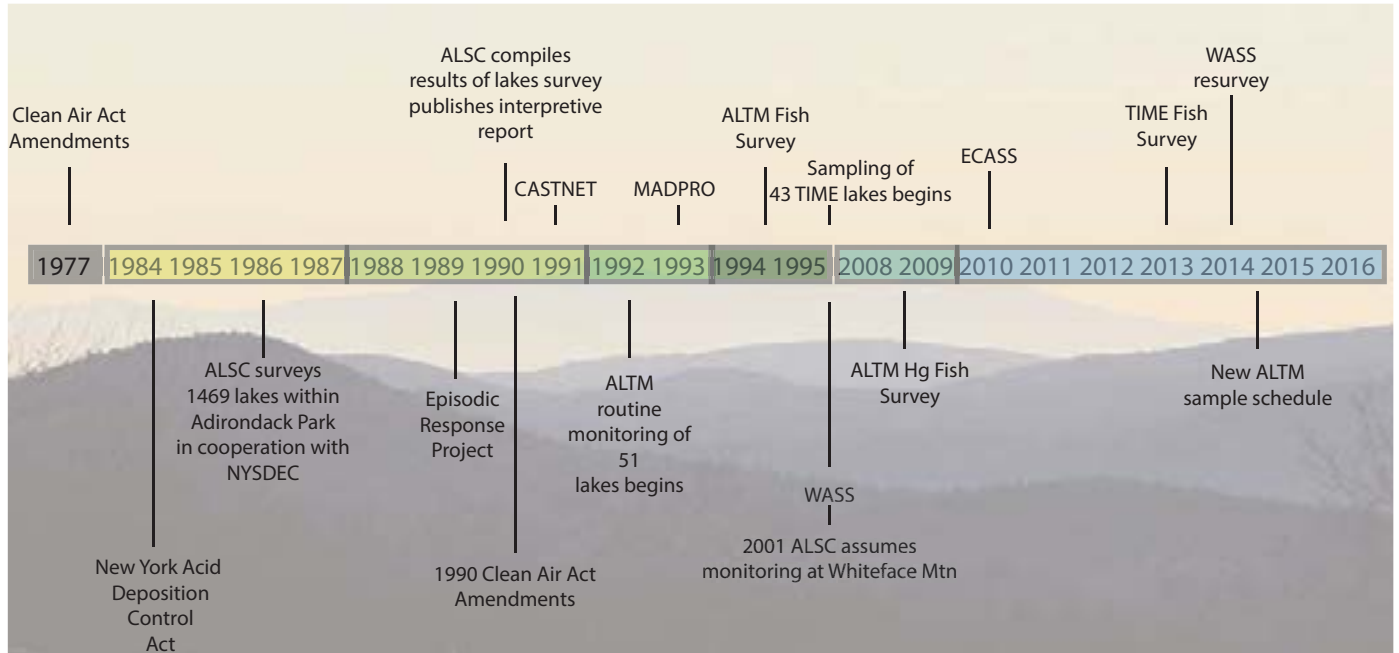 Clean Air Act
Amendments
ALSC compiles
results of lakes survey
publishes interpretive
report
CASTNET
MADPRO
ALTM Fish
Survey
Sampling of
43 TIME lakes begins
ECASS
TIME Fish
Survey
WASS
resurvey
1977 1984 1985 1986 1987 1988 1989 1990 1991 1992 1993 1994 1995 2008 2009 2010 2011 2012 2013 2014 2015 2016
New York Acid
Deposition
Control
Act
ALSC surveys
1469 lakes within
Adirondack Park
in cooperation with
NYSDEC
Episodic
Response
Project
1990 Clean Air Act
Amendments
ALTM
routine
monitoring of
51
lakes begins
WASS
2001 ALSC assumes
monitoring at Whiteface Mtn
ALTM Hg Fish
Survey
New ALTM
sample schedule